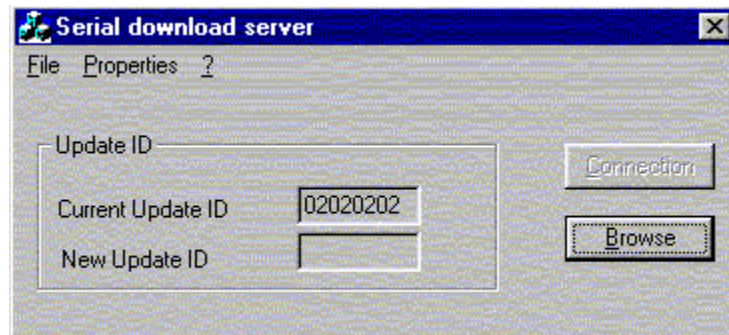 Serial download server
File Properties ?
Update ID
Connection
Current Update ID 02020202
Browse
New Update ID